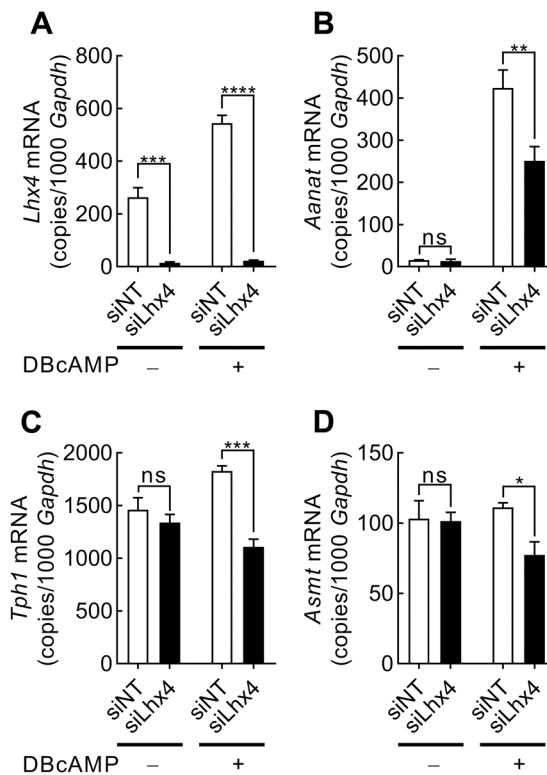 A
Lhx4 mRNA
(copies/1000 Gapdh)
800
600
400
200
0
***
****
siNT
siLhx4
siNT
siLhx4
DBcAMP
–
+
B
Aanat mRNA
(copies/1000 Gapdh)
500
400
300
200
100
0
ns
**
siNT
siLhx4
siNT
siLhx4
–
+
C
Tph1 mRNA
(copies/1000 Gapdh)
2000
1500
1000
500
0
ns
***
siNT
siLhx4
siNT
siLhx4
DBcAMP
–
+
D
Asmt mRNA
(copies/1000 Gapdh)
150
100
50
0
ns
*
siNT
siLhx4
siNT
siLhx4
–
+